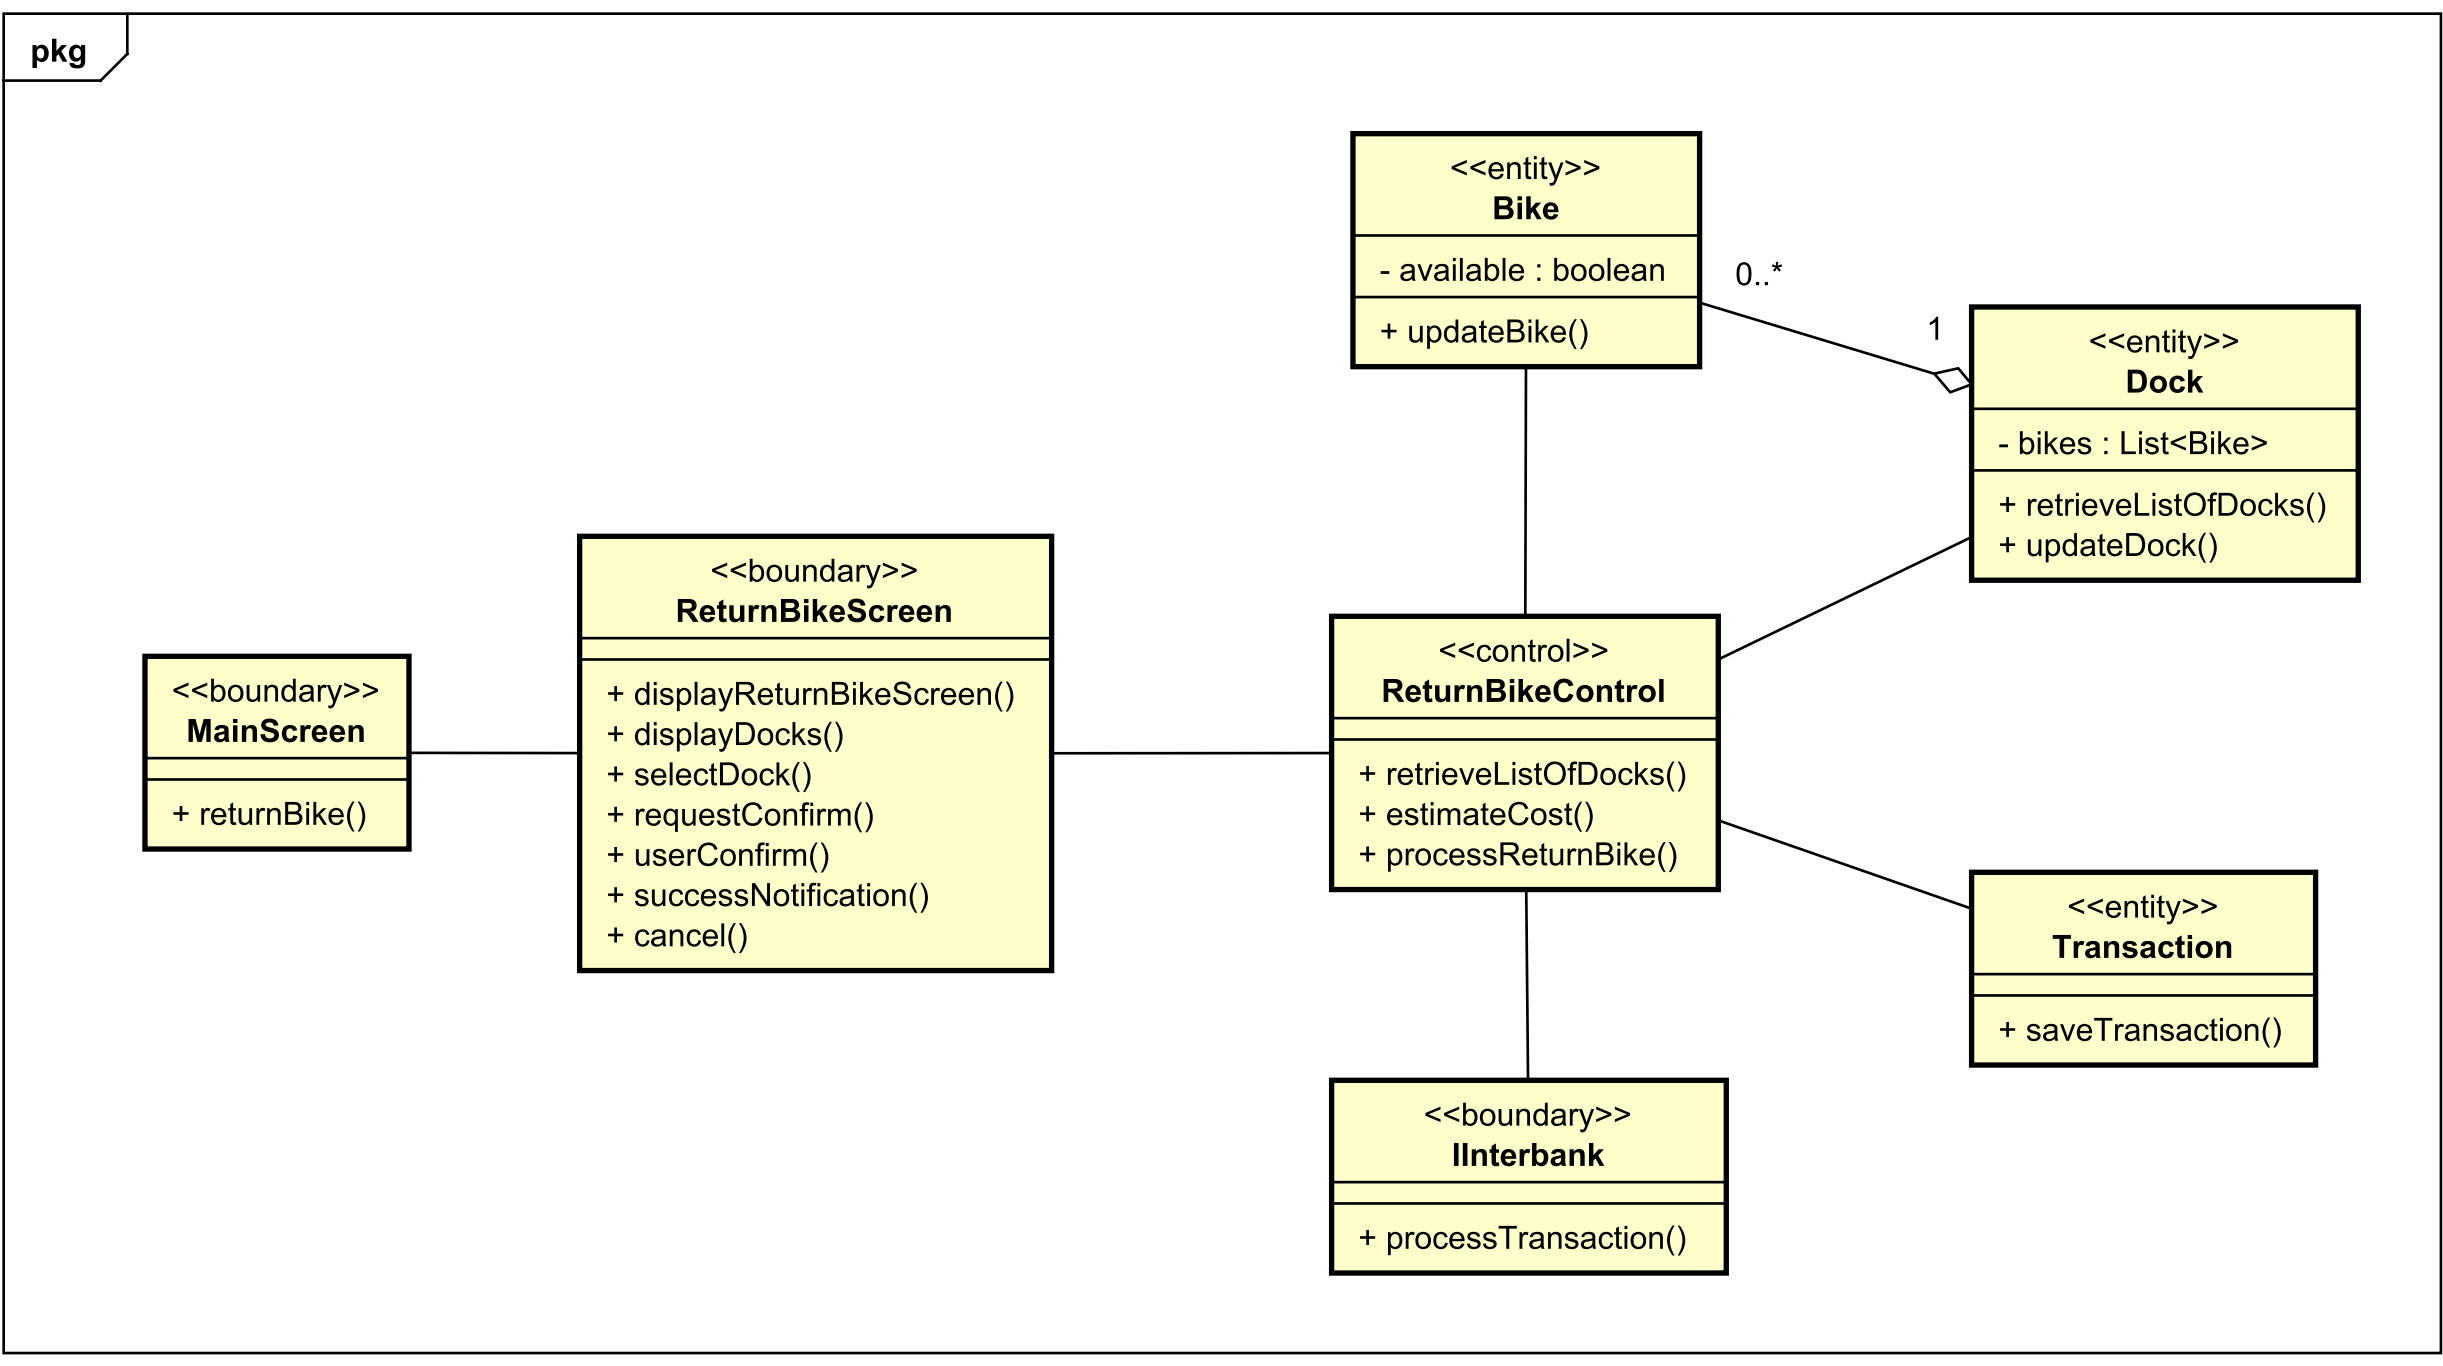 pkg
<<entity>>
Bike
- available : boolean
+ updateBike()
0..*
1
<<entity>>
Dock
- bikes : List<Bike>
+ retrieveListOfDocks()
+ updateDock()
<<boundary>>
MainScreen
+ returnBike()
<<boundary>>
ReturnBikeScreen
+ displayReturnBikeScreen()
+ displayDocks()
+ selectDock()
+ requestConfirm()
+ userConfirm()
+ successNotification()
+ cancel()
<<control>>
ReturnBikeControl
+ retrieveListOfDocks()
+ estimateCost()
+ processReturnBike()
<<entity>>
Transaction
+ saveTransaction()
<<boundary>>
IInterbank
+ processTransaction()